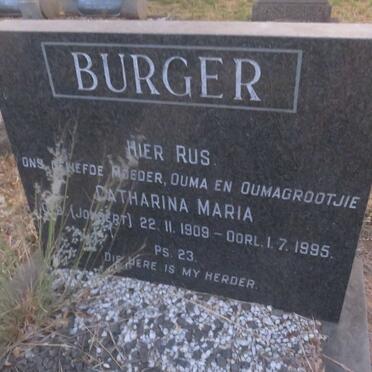 BURGER
HIER RUS
ONS GELIEFDE MOEDER, OUMA EN OUMAGROOTJIE
CATHARINA MARIA
(JOUBERT) 22.11.1909 – OORL.1.7.1995.
PS. 23.
DIE HERE IS MY HERDER.